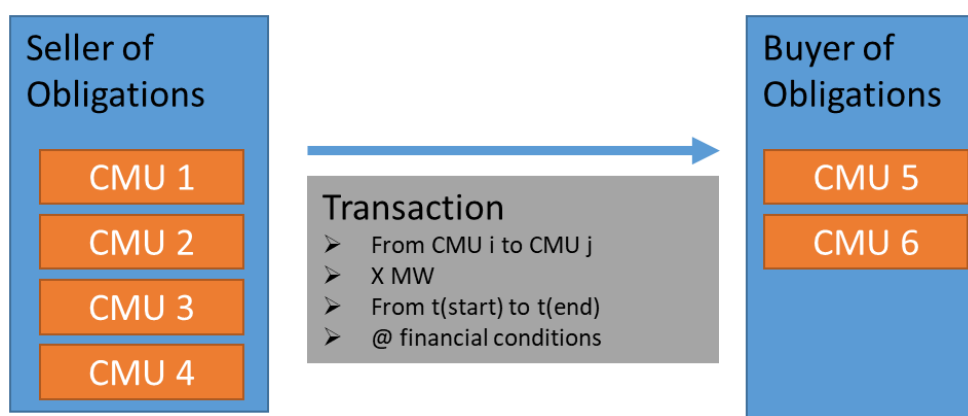 Seller of
Obligations
CMU 1
CMU 2
CMU 3
CMU 4
Transaction
➢ From CMU i to CMU j
➢ X MW
➢ From t(start) to t(end)
➢ @ financial conditions
Buyer of
Obligations
CMU 5
CMU 6